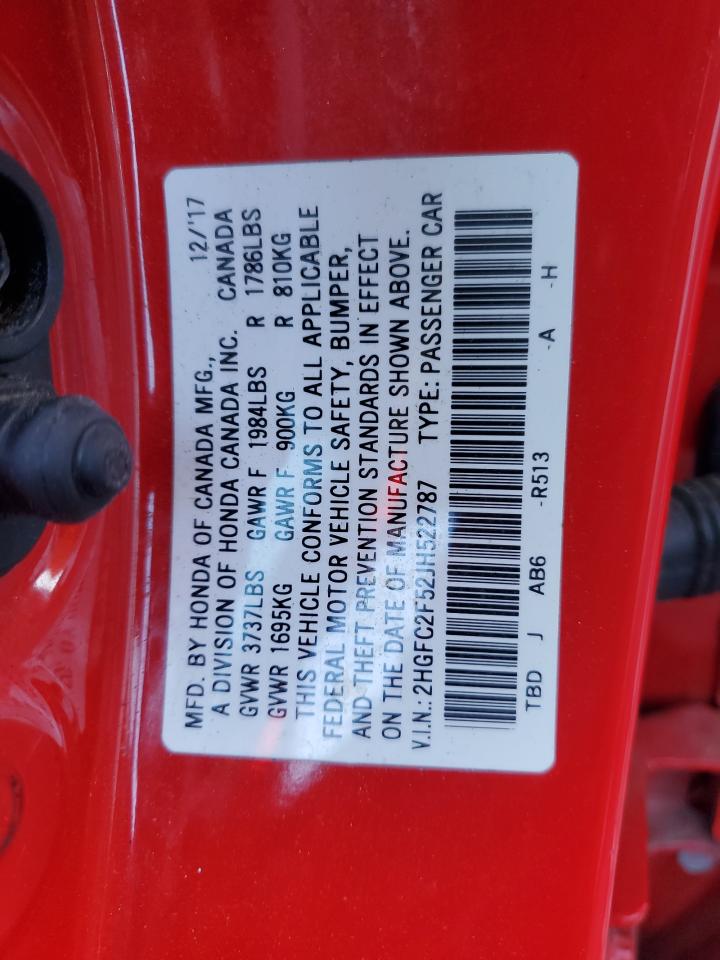 MFD. BY HONDA OF CANADA MFG., 12/'17
A DIVISION OF HONDA CANADA INC. CANADA
GVWR 3737LBS GAWR F 1984LBS R 1786LBS
GVWR 1695KG GAWR F 900KG R 810KG
THIS VEHICLE CONFORMS TO ALL APPLICABLE
FEDERAL MOTOR VEHICLE SAFETY, BUMPER,
AND THEFT PREVENTION STANDARDS IN EFFECT
ON THE DATE OF MANUFACTURE SHOWN ABOVE.
V.I.N.: 2HGFC2F52JH522787 TYPE: PASSENGER CAR
TBD J AB6 -R513 -A -H